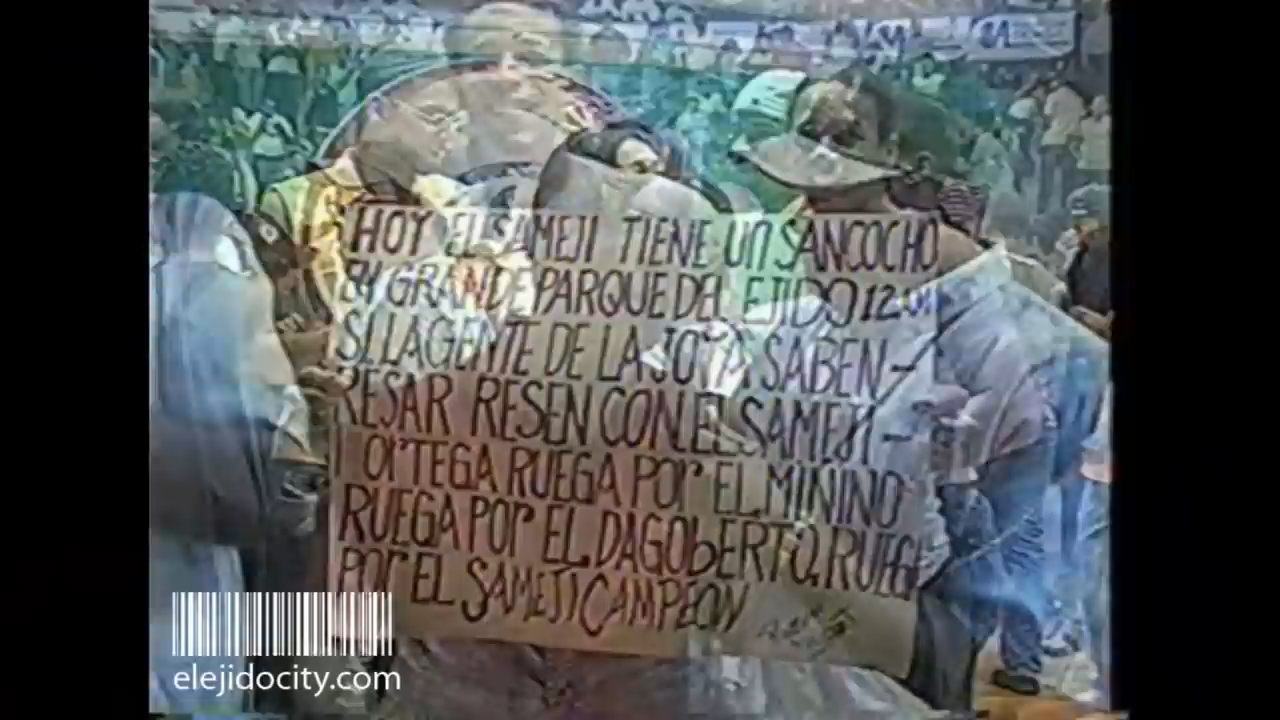 HOY EL SAMEJI TIENE UN SANCOCHO
EN GRANDE PARQUE DEL EJIDO 12
SI LA GENTE DE LA JOTA SABEN-
RESAR RESEN CON EL SAMEJI-
ORTEGA RUEGA POR EL MININO
RUEGA POR EL DAGObERTO, RUEGA
POR EL SAMEJI CAMPEON
elejidocity.com